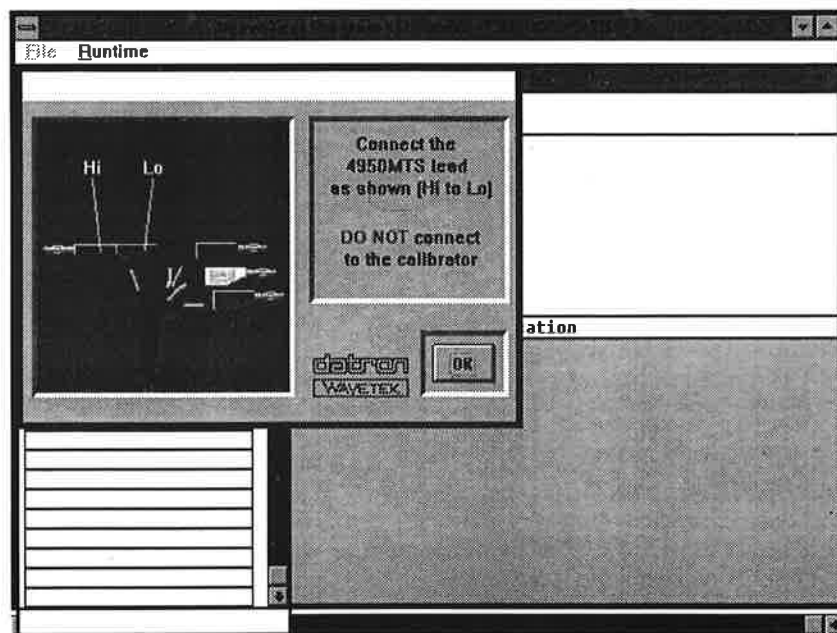 File Runtime
Hi Lo
Connect the
4950MTS lead
as shown (Hi to Lo)
DO NOT connect
to the calibrator
ation
datron
WAVETEK
OK